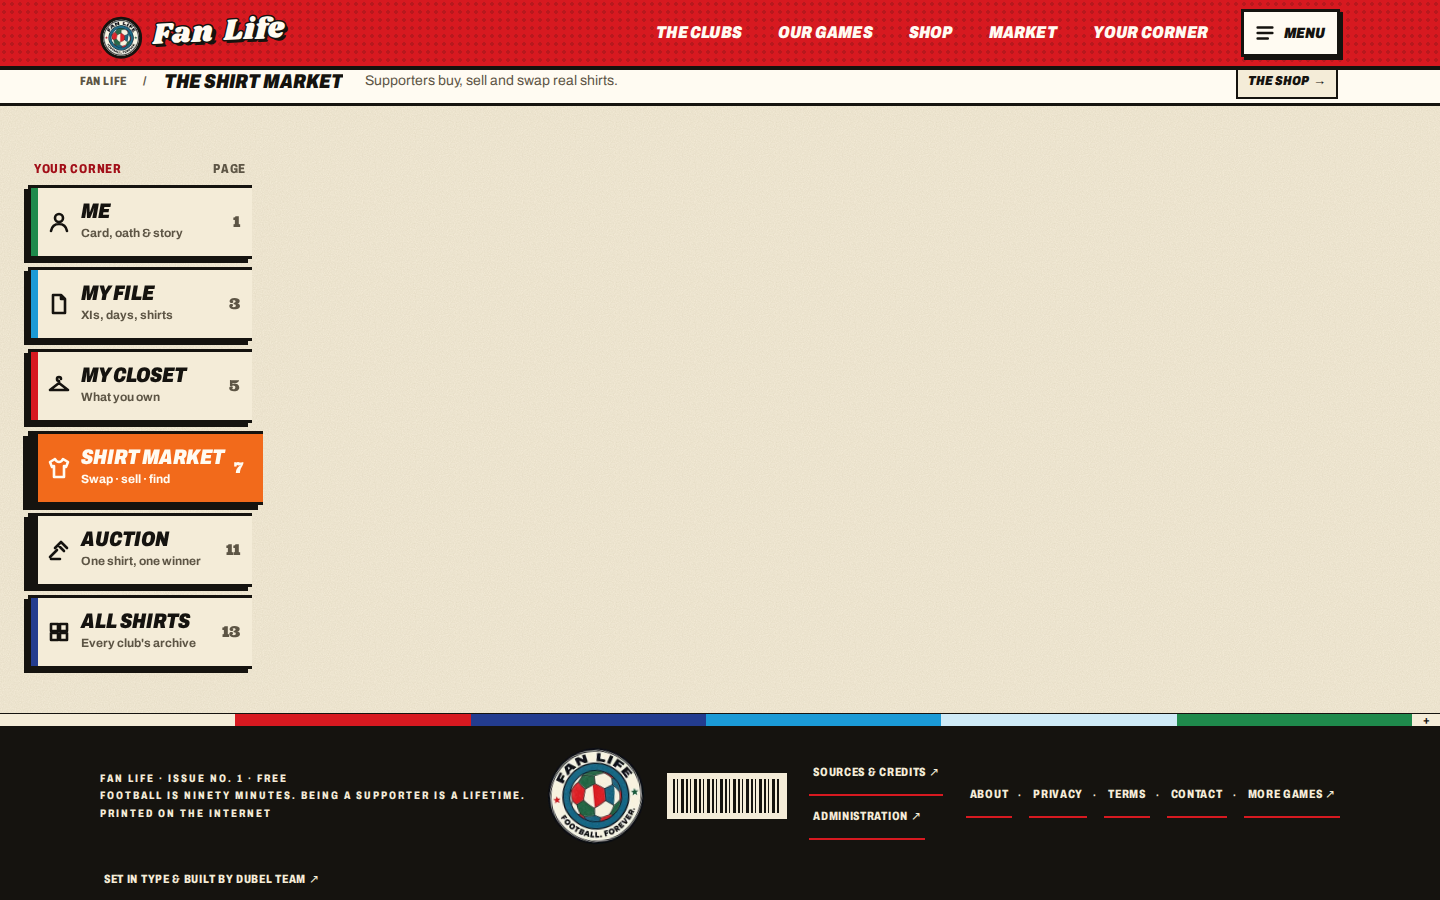 FAN LIFE
FOOTBALL. FOREVER.
Fan Life
THE CLUBS
OUR GAMES
SHOP
MARKET
YOUR CORNER
MENU
FAN LIFE / THE SHIRT MARKET Supporters buy, sell and swap real shirts.
THE SHOP →
YOUR CORNER PAGE
ME
Card, oath & story
1
MY FILE
XIs, days, shirts
3
MY CLOSET
What you own
5
SHIRT MARKET
Swap · sell · find
7
AUCTION
One shirt, one winner
11
ALL SHIRTS
Every club's archive
13
+
FAN LIFE · ISSUE NO. 1 · FREE
FOOTBALL IS NINETY MINUTES. BEING A SUPPORTER IS A LIFETIME.
PRINTED ON THE INTERNET
FAN LIFE
FOOTBALL. FOREVER.
SOURCES & CREDITS ↗
ADMINISTRATION ↗
ABOUT · PRIVACY · TERMS · CONTACT · MORE GAMES ↗
SET IN TYPE & BUILT BY DUBEL TEAM ↗